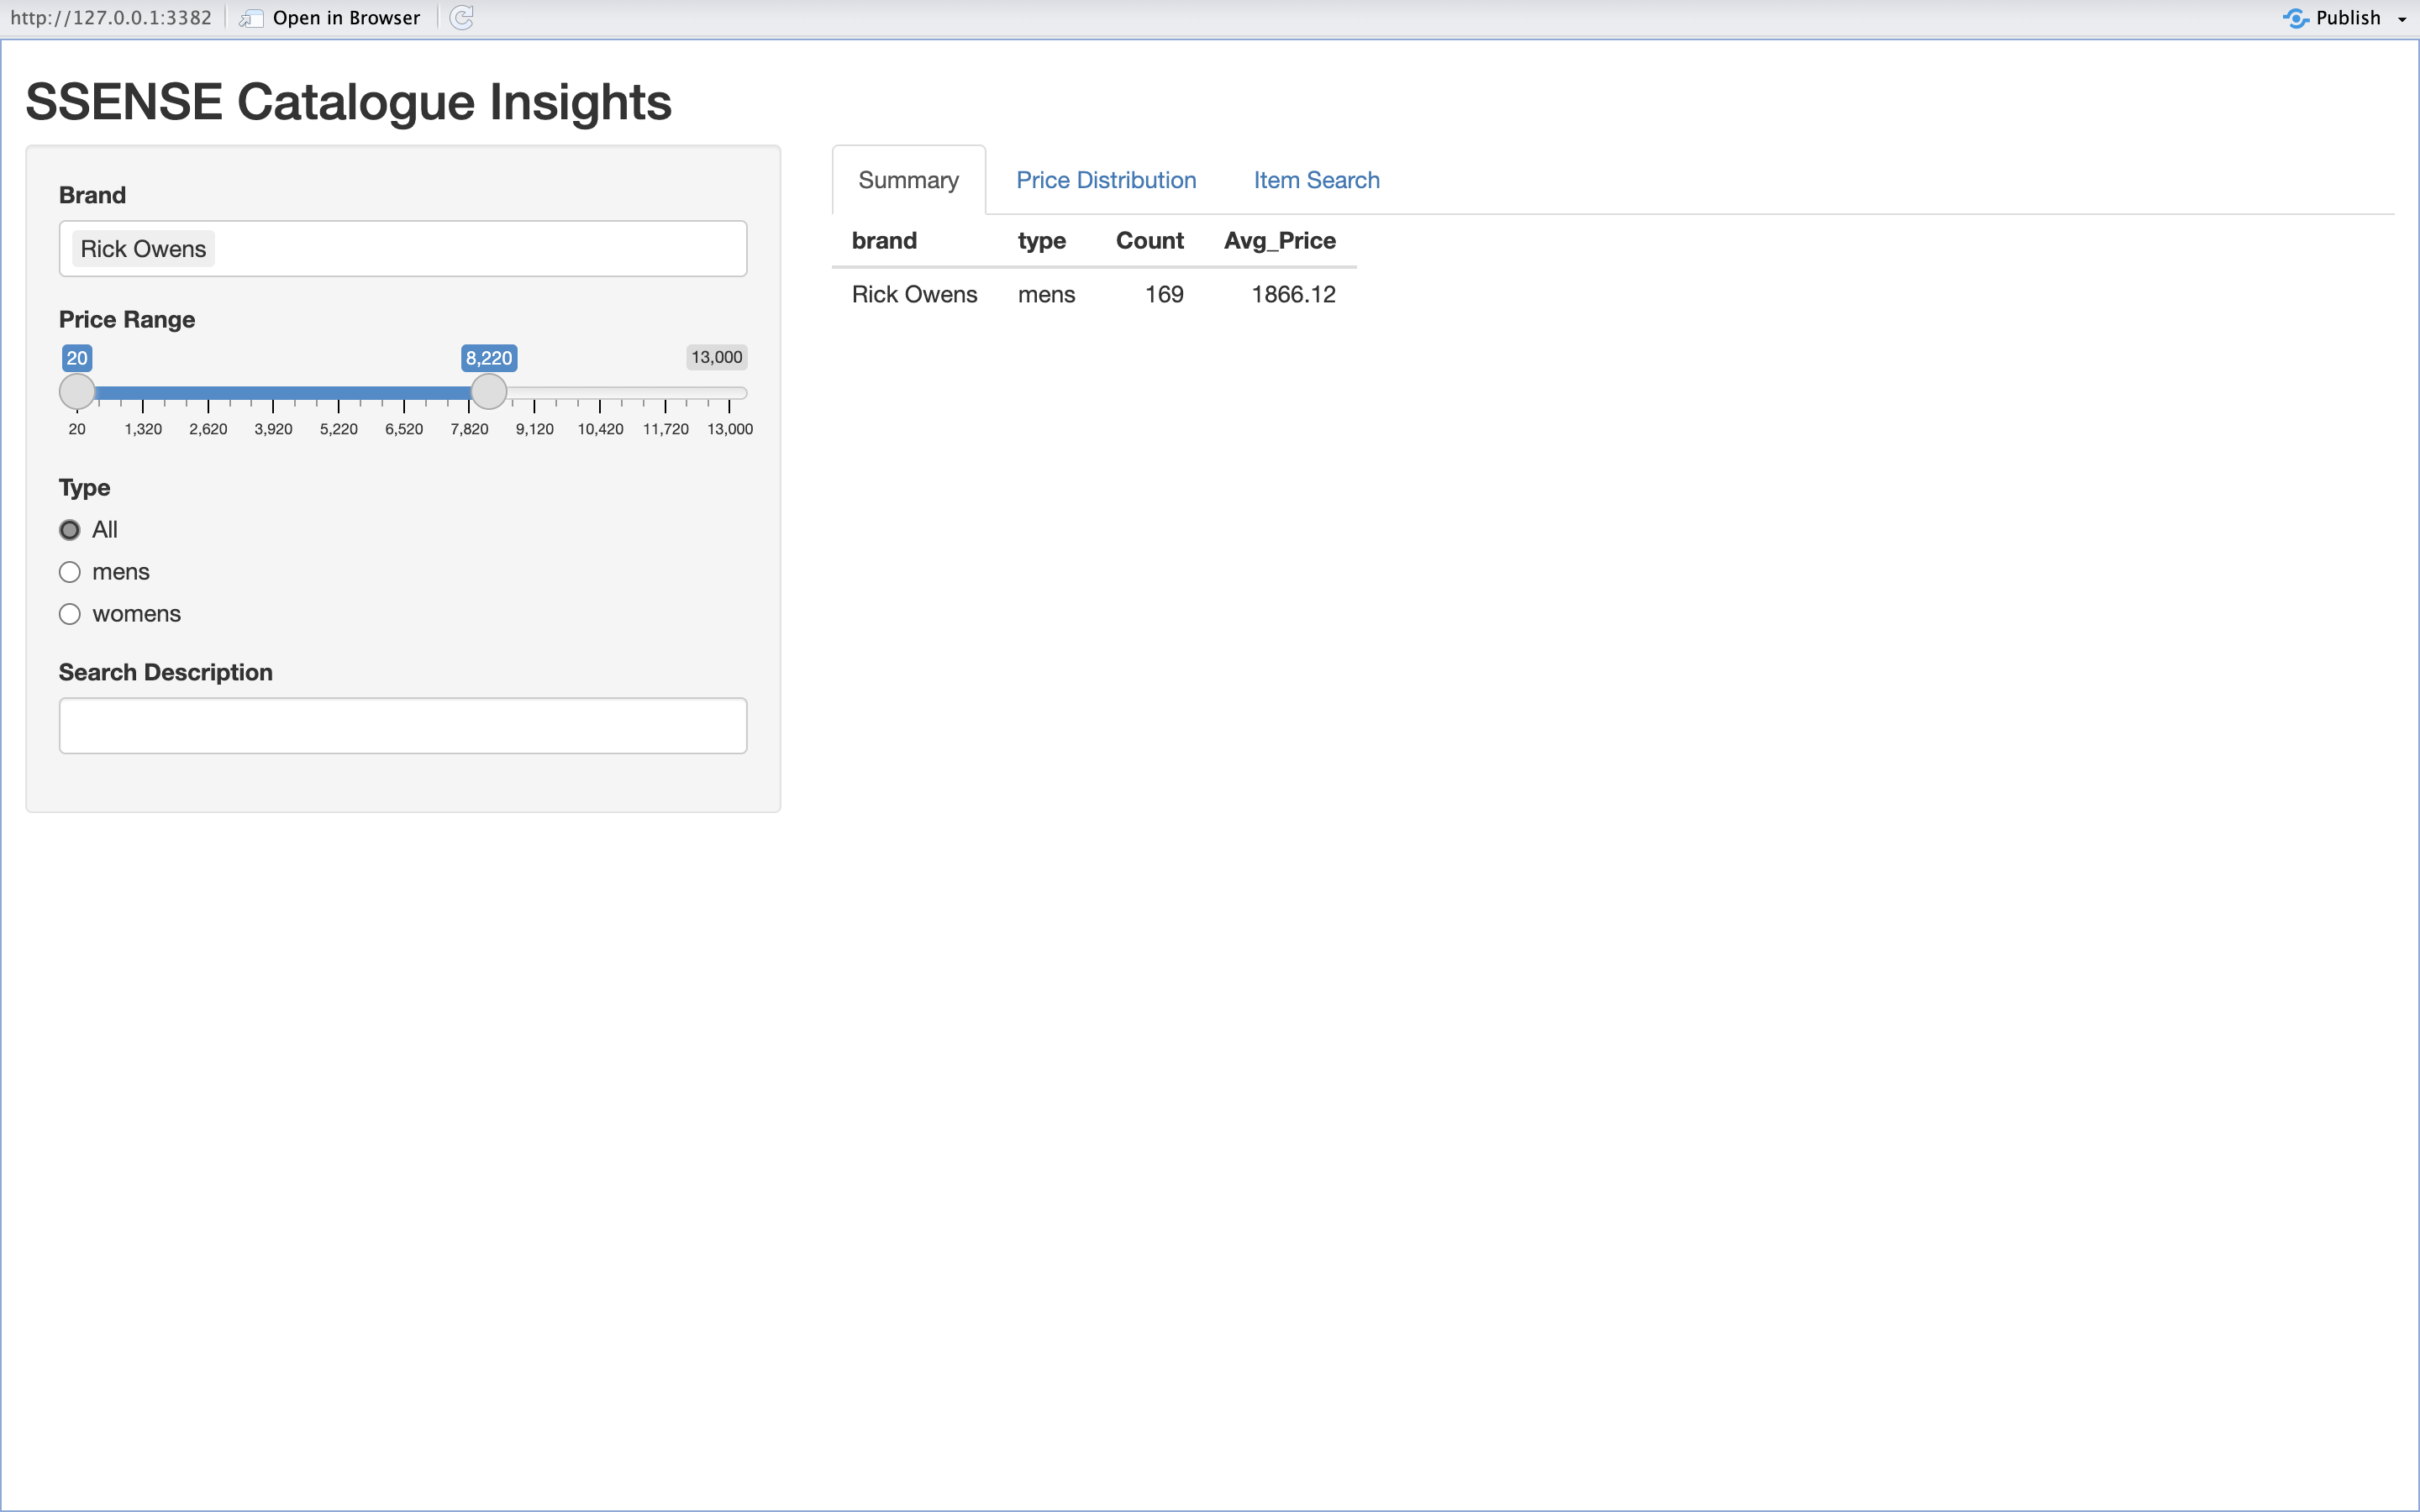 http://127.0.0.1:3382 Open in Browser Publish
SSENSE Catalogue Insights
Brand
Rick Owens
Price Range
20 8,220 13,000
20 1,320 2,620 3,920 5,220 6,520 7,820 9,120 10,420 11,720 13,000
Type
All
mens
womens
Search Description
Summary Price Distribution Item Search
brand type Count Avg_Price
Rick Owens mens 169 1866.12